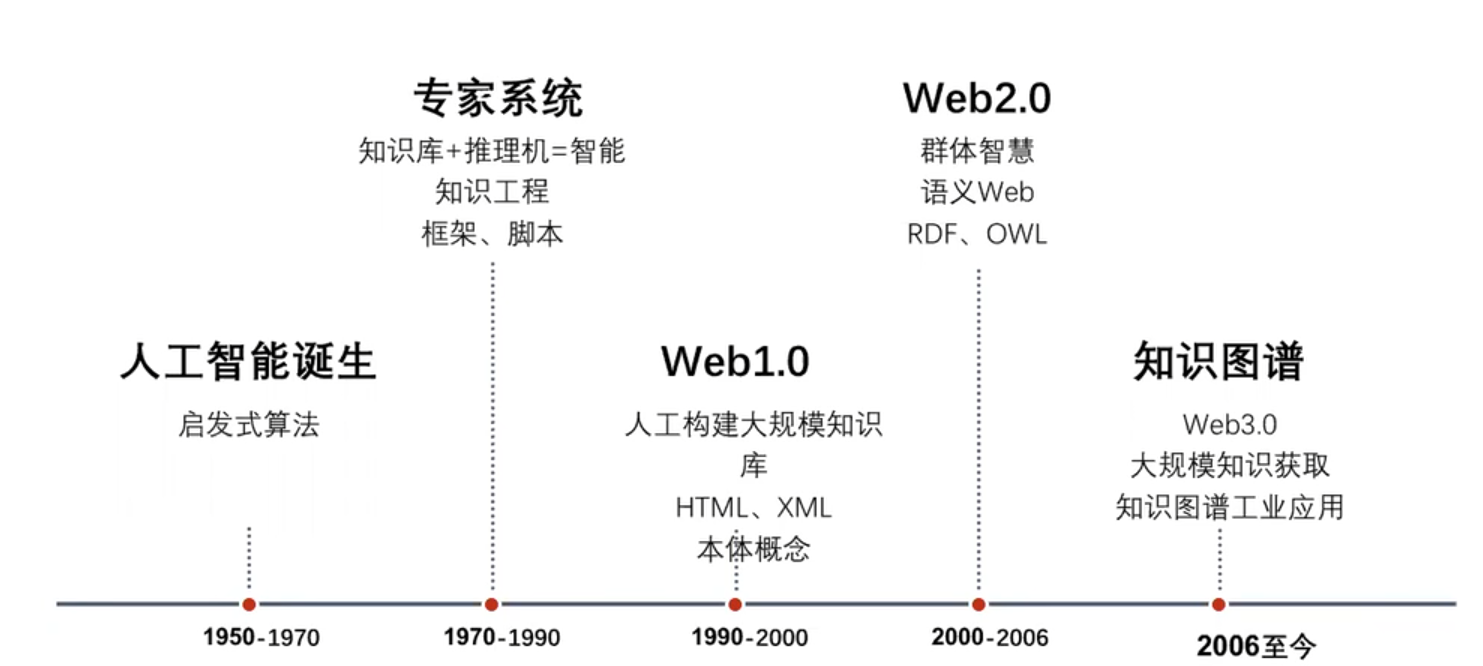 专家系统
知识库+推理机=智能
知识工程
框架、脚本
Web2.0
群体智慧
语义Web
RDF、OWL
人工智能诞生
启发式算法
Web1.0
人工构建大规模知识
库
HTML、XML
本体概念
知识图谱
Web3.0
大规模知识获取
知识图谱工业应用
1950-1970
1970-1990
1990-2000
2000-2006
2006至今